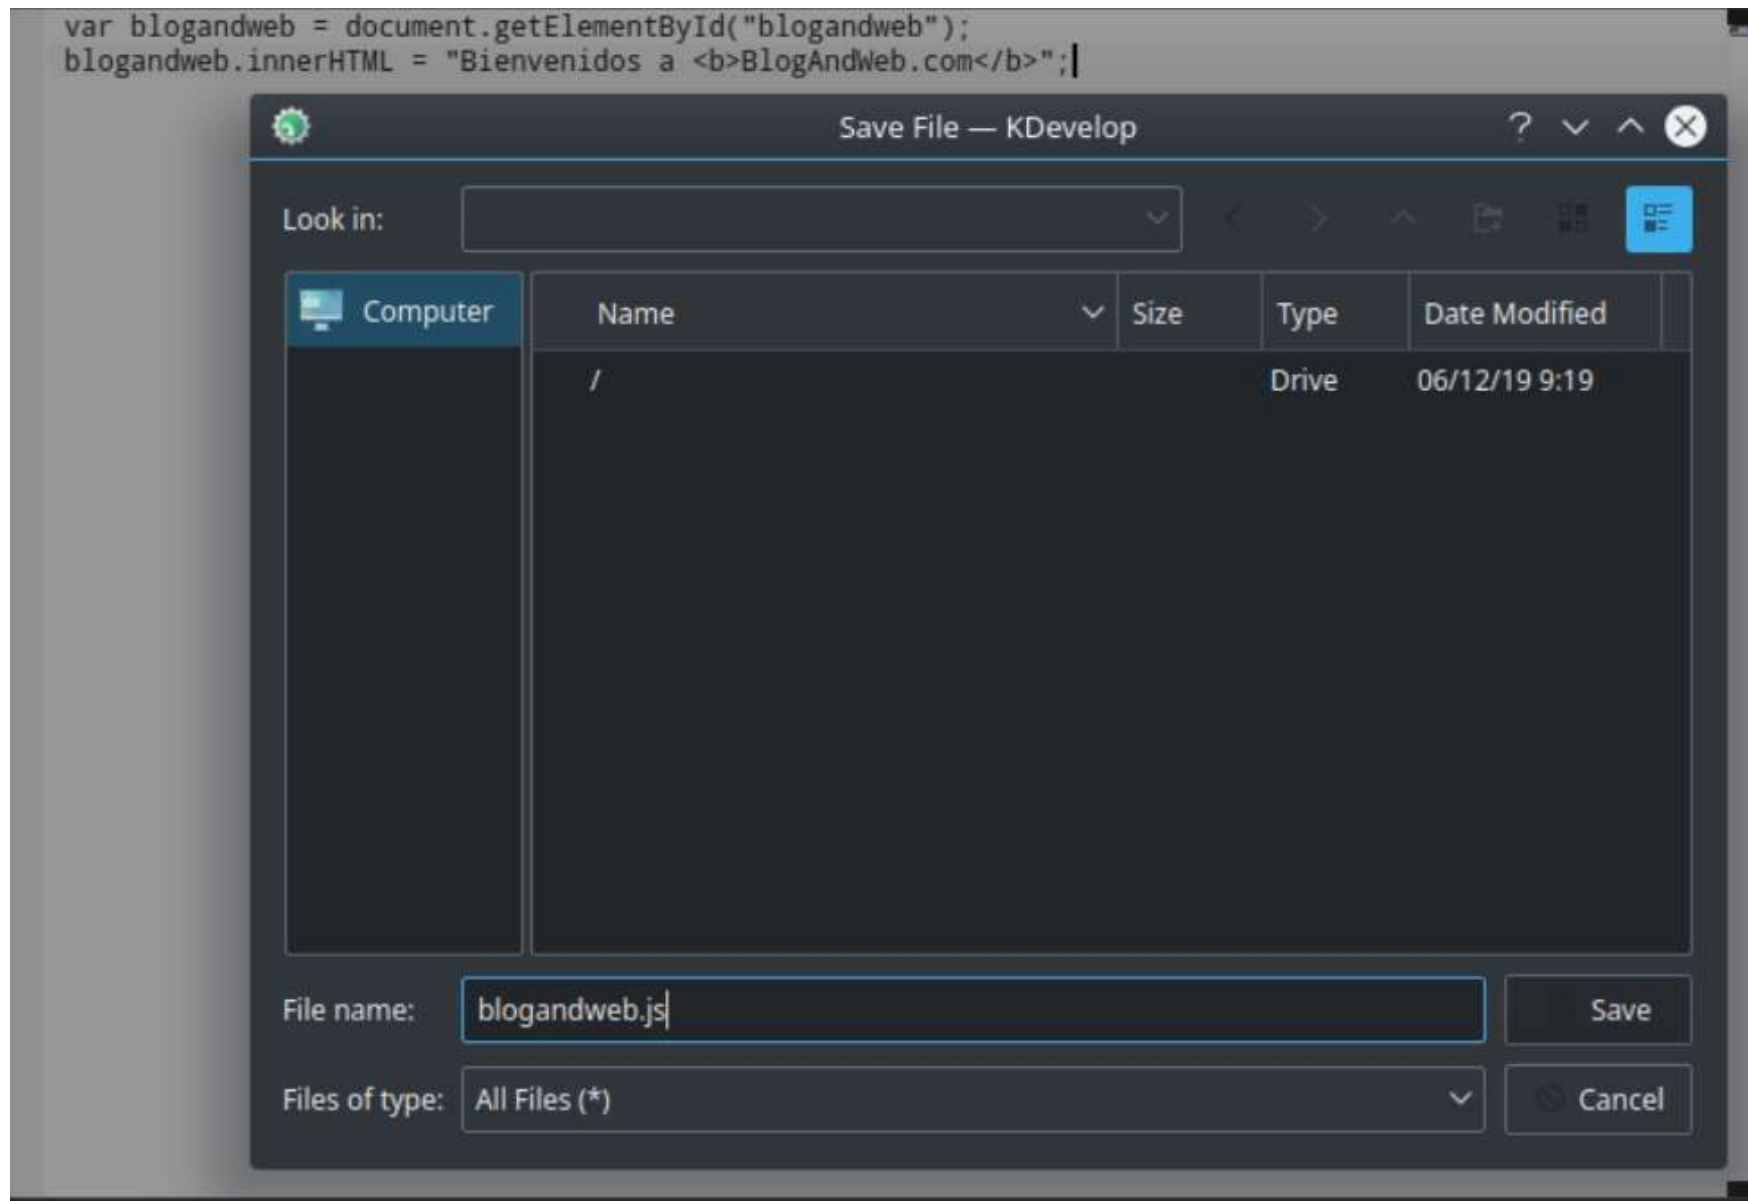 var blogandweb = document.getElementById("blogandweb");
blogandweb.innerHTML = "Bienvenidos a <b>BlogAndWeb.com</b>";
Save File — KDevelop
Look in:
Computer
Name Size Type Date Modified
/ Drive 06/12/19 9:19
File name: blogandweb.js Save
Files of type: All Files (*) Cancel